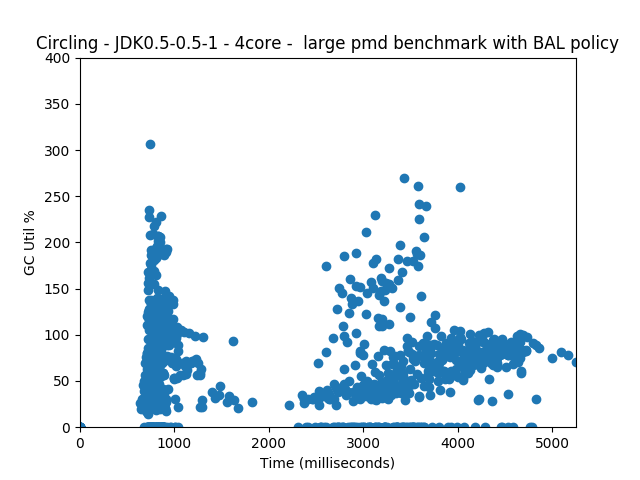 Circling - JDK0.5-0.5-1 - 4core -  large pmd benchmark with BAL policy
400
350
300
250
200
150
100
50
0
GC Util %
0 1000 2000 3000 4000 5000
Time (milliseconds)